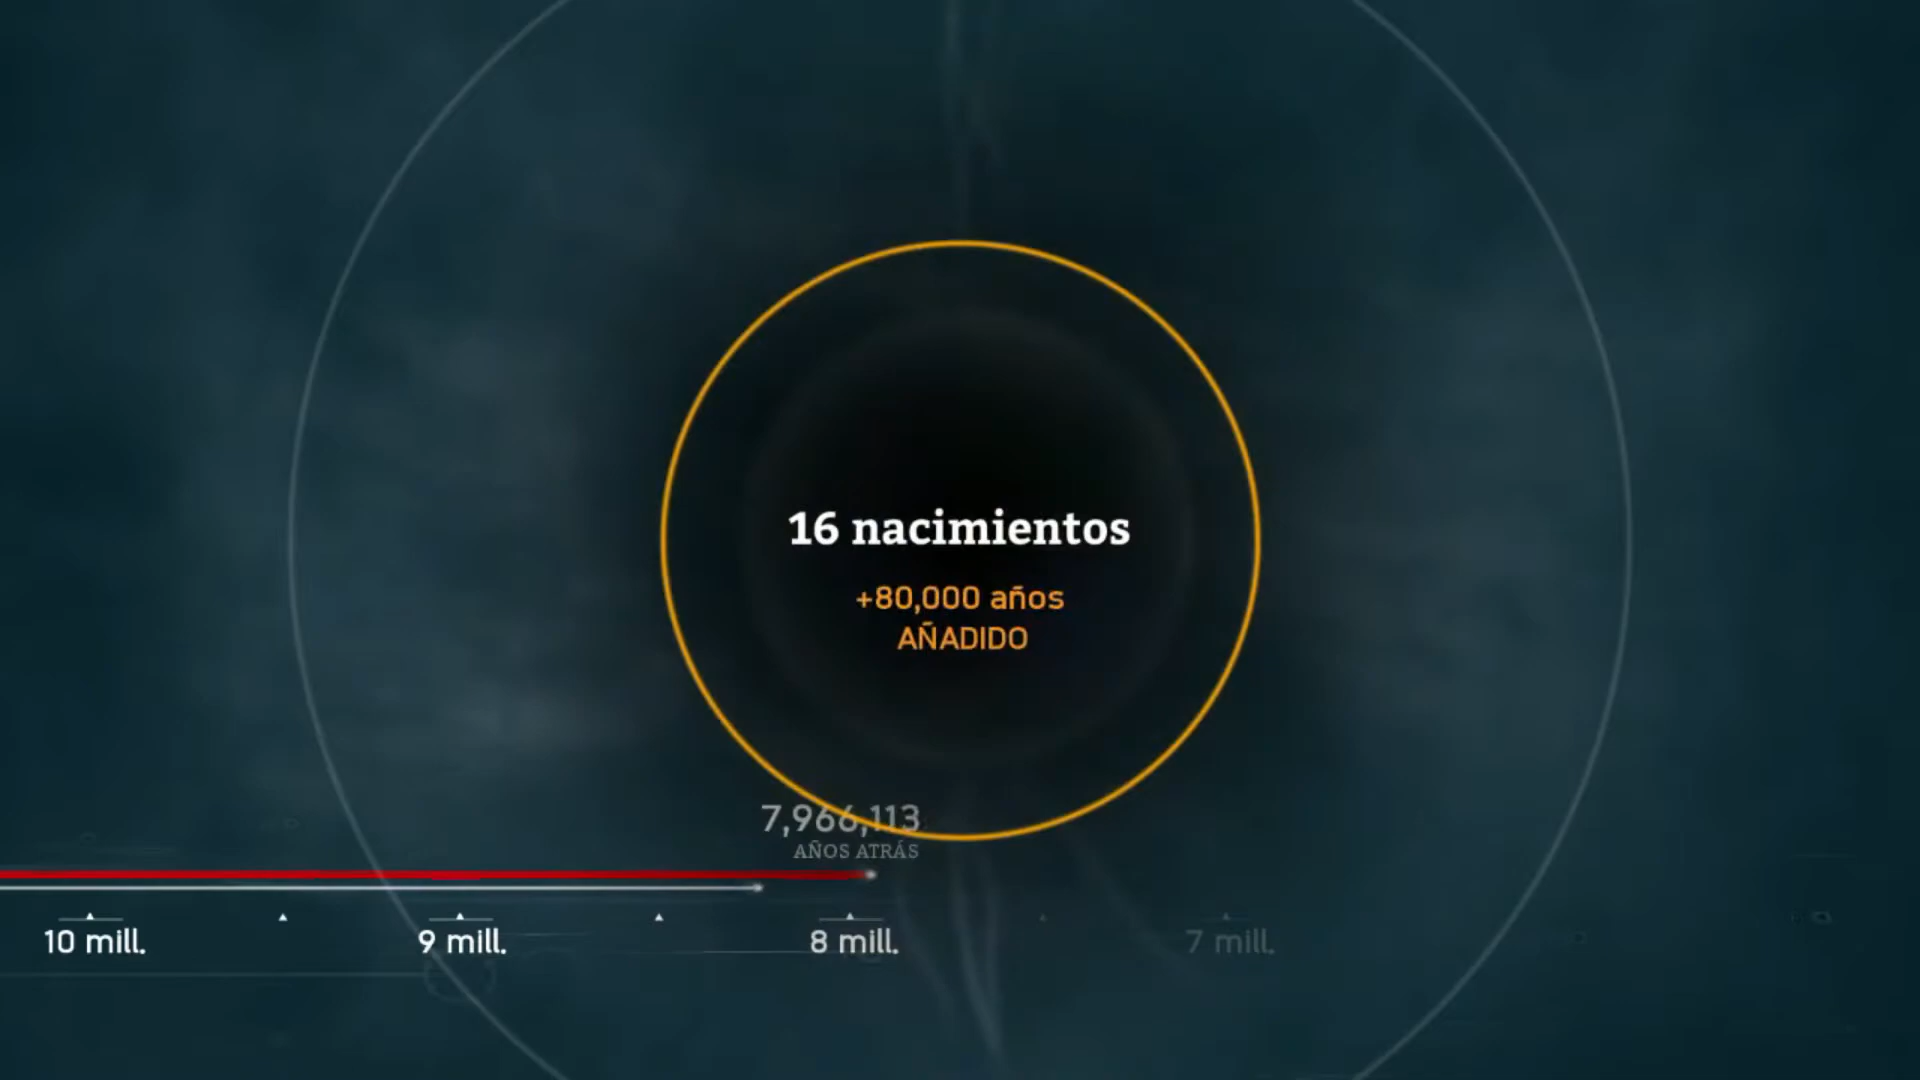 16 nacimientos
+80,000 años
AÑADIDO
7,966,113
AÑOS ATRÁS
10 mill.
9 mill.
8 mill.
7 mill.